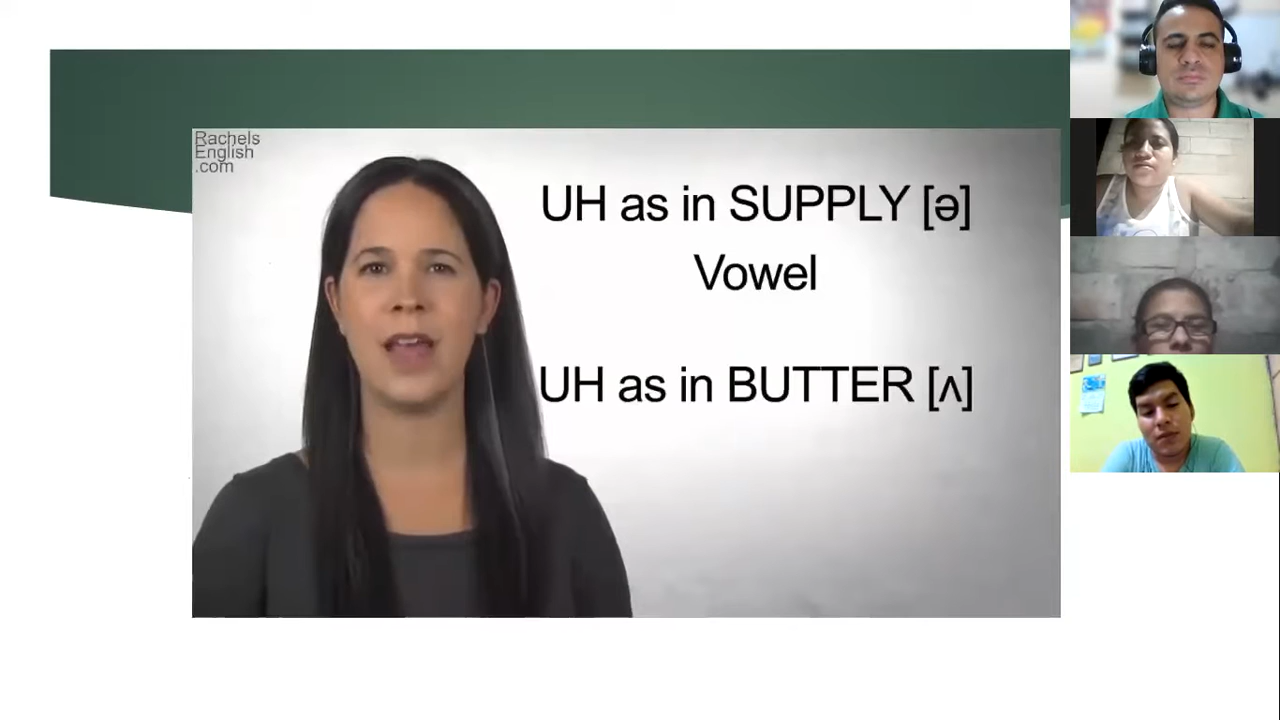 Rachels
English
.com
UH as in SUPPLY [ə]
Vowel
UH as in BUTTER [ʌ]